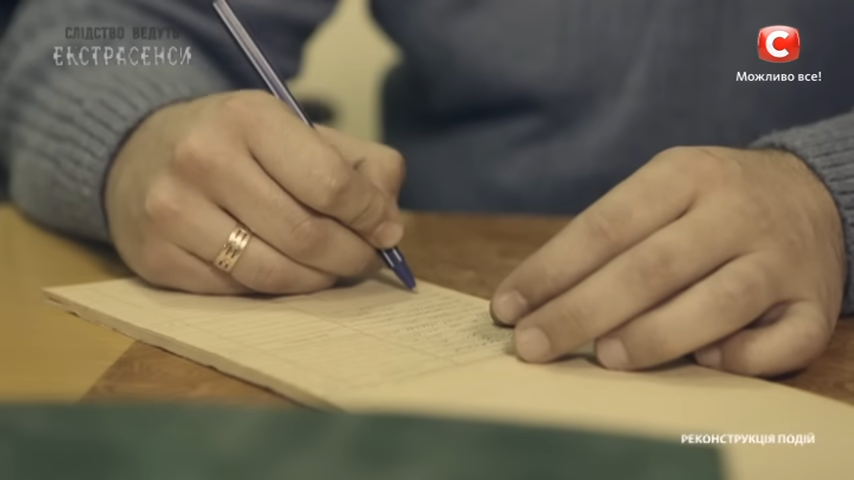 СЛІДСТВО ВЕДУТЬ
ЕКСТРАСЕНСИ
С
Можливо все!
РЕКОНСТРУКЦІЯ ПОДІЙ